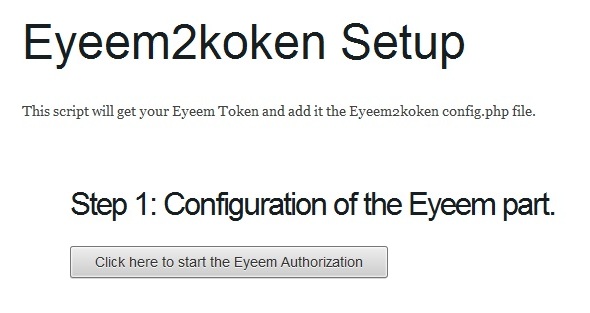 Eyeem2koken Setup
This script will get your Eyeem Token and add it the Eyeem2koken config.php file.
Step 1: Configuration of the Eyeem part.
Click here to start the Eyeem Authorization